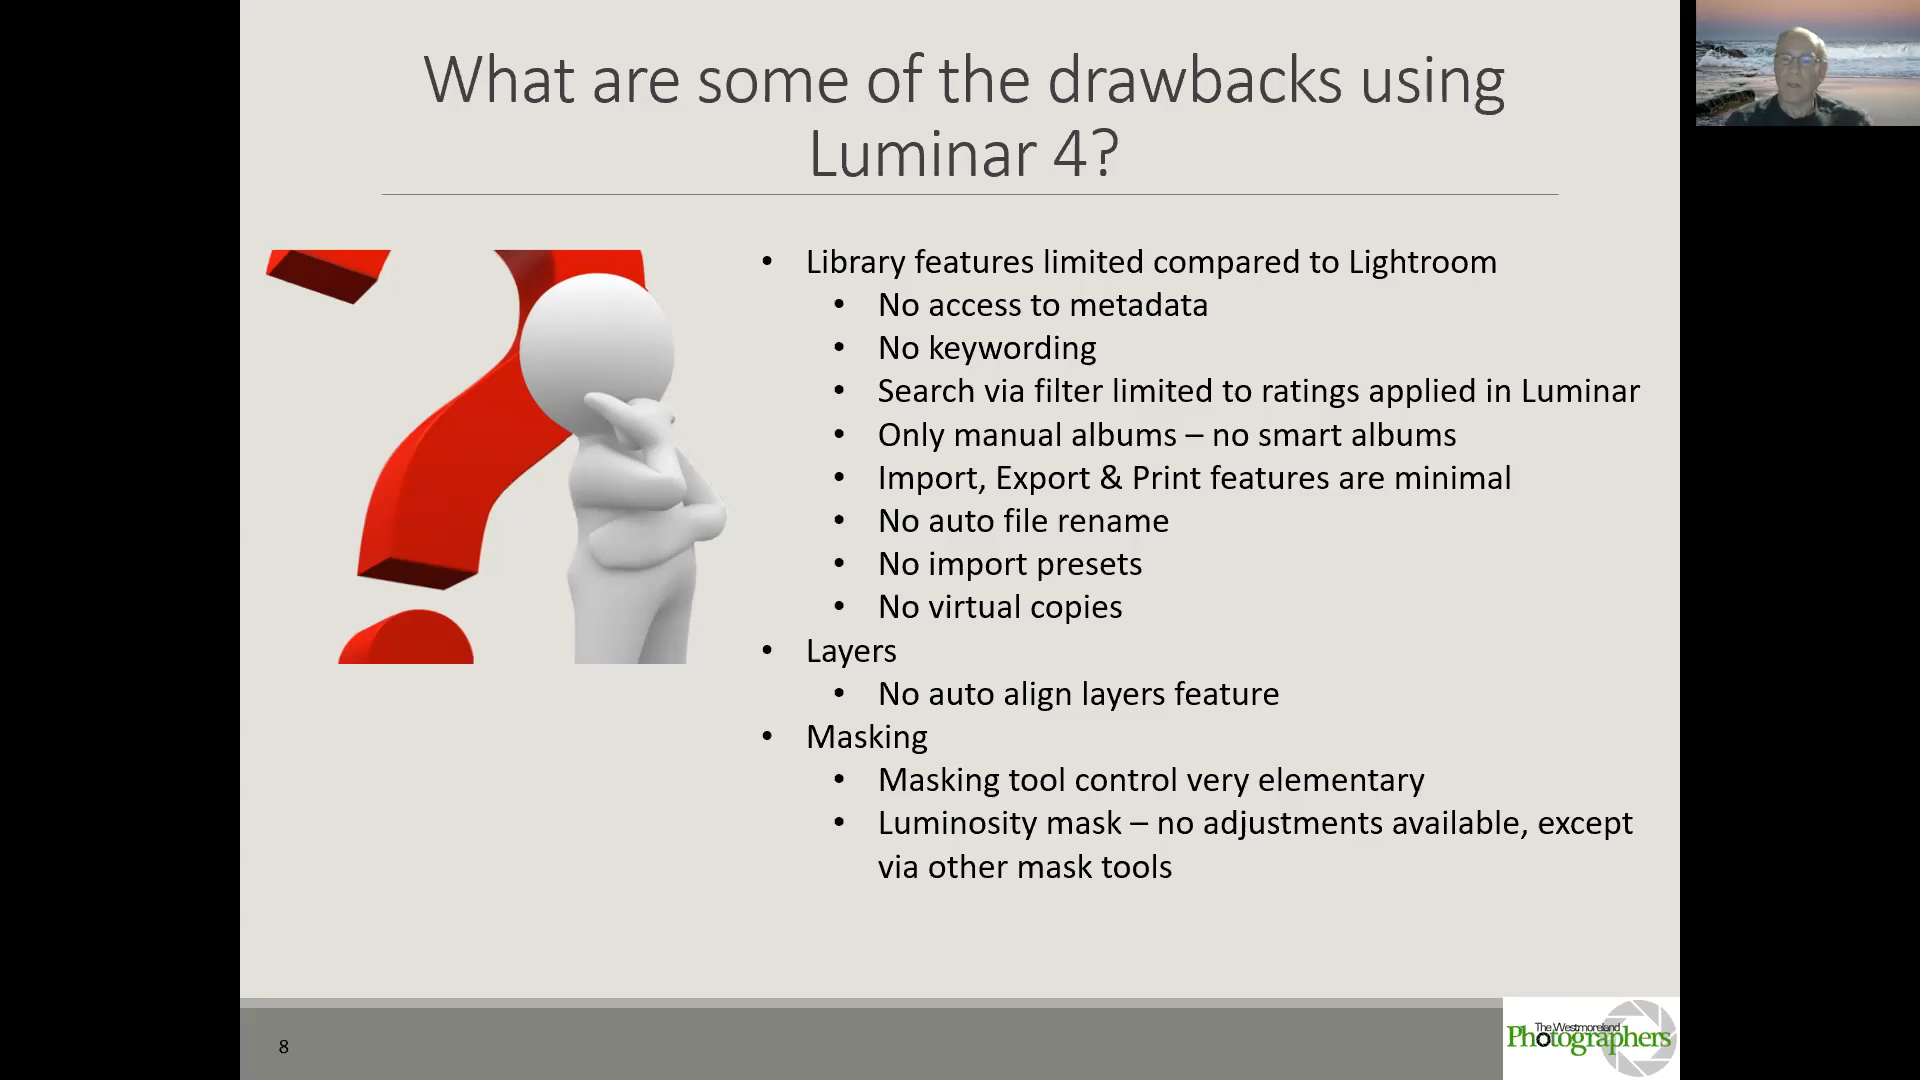 What are some of the drawbacks using
Luminar 4?
• Library features limited compared to Lightroom
• No access to metadata
• No keywording
• Search via filter limited to ratings applied in Luminar
• Only manual albums – no smart albums
• Import, Export & Print features are minimal
• No auto file rename
• No import presets
• No virtual copies
• Layers
• No auto align layers feature
• Masking
• Masking tool control very elementary
• Luminosity mask – no adjustments available, except
via other mask tools
8
The Westmoreland
Photographers